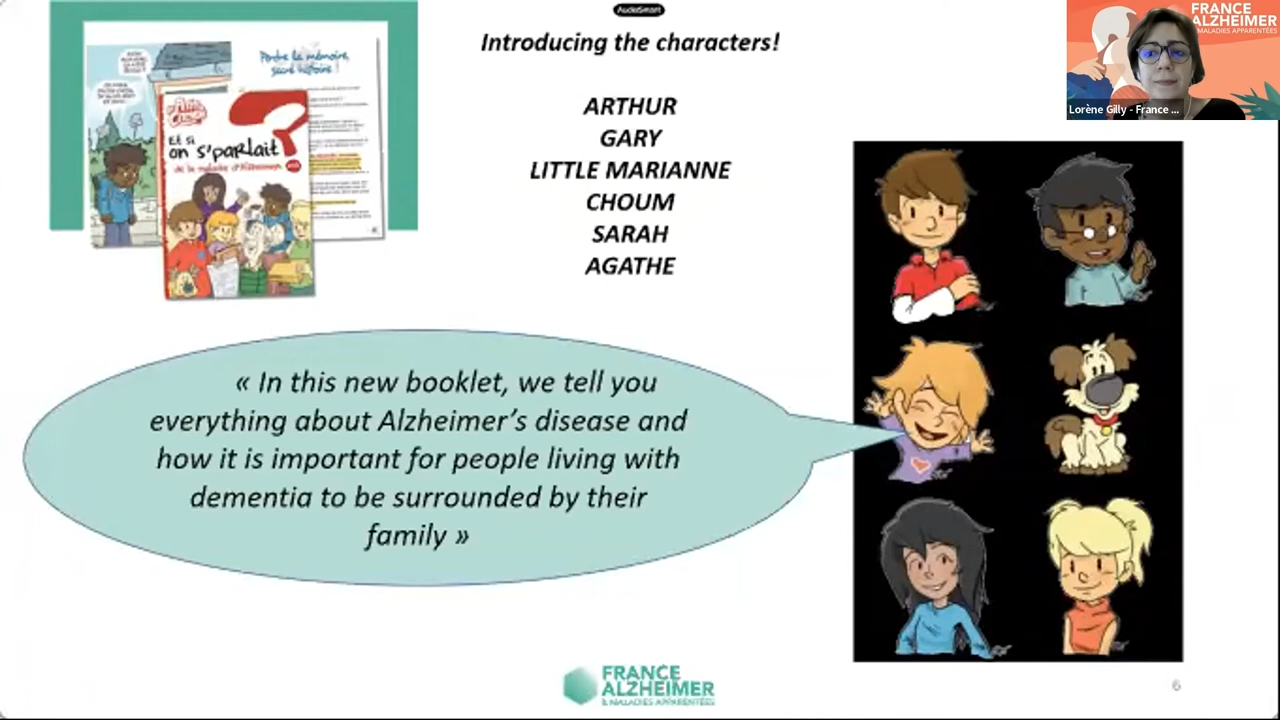 AudioSmart
Introducing the characters!
ARTHUR
GARY
LITTLE MARIANNE
CHOUM
SARAH
AGATHE
Perdre la mémoire,
sacré histoire !
Et si
on s'parlait
de la maladie d'Alzheimer
?
« In this new booklet, we tell you
everything about Alzheimer's disease and
how it is important for people living with
dementia to be surrounded by their
family »
FRANCE
ALZHEIMER
& MALADIES APPARENTÉES
6
FRANCE
ALZHEIMER
& MALADIES APPARENTÉES
Lorène Gilly - France ...